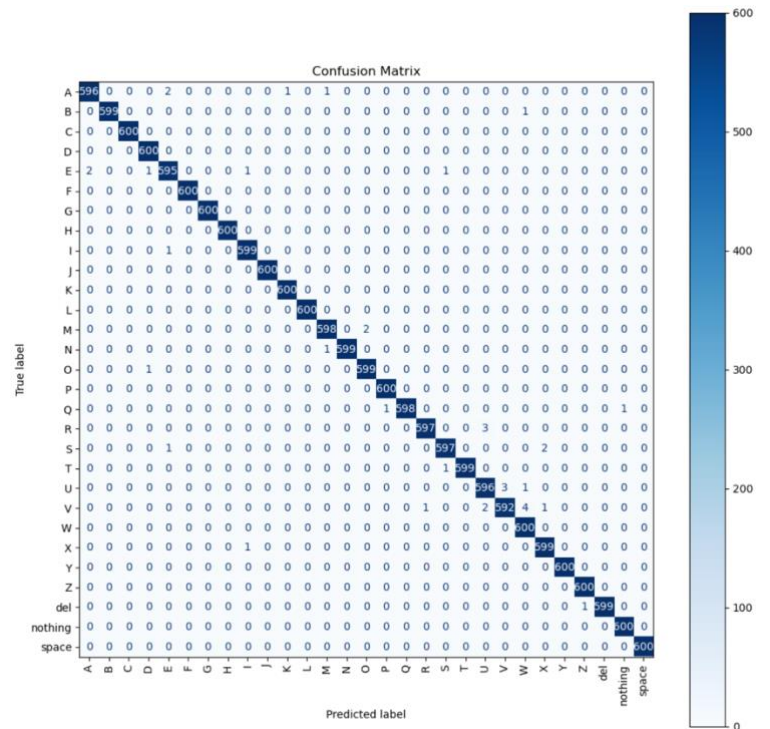 Confusion Matrix
A 596 0 0 0 2 0 0 0 0 0 1 0 1 0 0 0 0 0 0 0 0 0 0 0 0 0 0 0 0
B 0 599 0 0 0 0 0 0 0 0 0 0 0 0 0 0 0 0 0 0 0 0 1 0 0 0 0 0 0
C 0 0 600 0 0 0 0 0 0 0 0 0 0 0 0 0 0 0 0 0 0 0 0 0 0 0 0 0 0
D 0 0 0 600 0 0 0 0 0 0 0 0 0 0 0 0 0 0 0 0 0 0 0 0 0 0 0 0 0
E 2 0 0 1 595 0 0 0 1 0 0 0 0 0 0 0 0 0 1 0 0 0 0 0 0 0 0 0 0
F 0 0 0 0 0 600 0 0 0 0 0 0 0 0 0 0 0 0 0 0 0 0 0 0 0 0 0 0 0
G 0 0 0 0 0 0 600 0 0 0 0 0 0 0 0 0 0 0 0 0 0 0 0 0 0 0 0 0 0
H 0 0 0 0 0 0 0 600 0 0 0 0 0 0 0 0 0 0 0 0 0 0 0 0 0 0 0 0 0
I 0 0 0 0 1 0 0 0 599 0 0 0 0 0 0 0 0 0 0 0 0 0 0 0 0 0 0 0 0
J 0 0 0 0 0 0 0 0 0 600 0 0 0 0 0 0 0 0 0 0 0 0 0 0 0 0 0 0 0
K 0 0 0 0 0 0 0 0 0 0 600 0 0 0 0 0 0 0 0 0 0 0 0 0 0 0 0 0 0
L 0 0 0 0 0 0 0 0 0 0 0 600 0 0 0 0 0 0 0 0 0 0 0 0 0 0 0 0 0
M 0 0 0 0 0 0 0 0 0 0 0 0 598 0 2 0 0 0 0 0 0 0 0 0 0 0 0 0 0
N 0 0 0 0 0 0 0 0 0 0 0 0 1 599 0 0 0 0 0 0 0 0 0 0 0 0 0 0 0
O 0 0 0 1 0 0 0 0 0 0 0 0 0 0 599 0 0 0 0 0 0 0 0 0 0 0 0 0 0
P 0 0 0 0 0 0 0 0 0 0 0 0 0 0 0 600 0 0 0 0 0 0 0 0 0 0 0 0 0
Q 0 0 0 0 0 0 0 0 0 0 0 0 0 0 0 1 598 0 0 0 0 0 0 0 0 0 0 1 0
R 0 0 0 0 0 0 0 0 0 0 0 0 0 0 0 0 0 597 0 0 3 0 0 0 0 0 0 0 0
S 0 0 0 0 1 0 0 0 0 0 0 0 0 0 0 0 0 0 597 0 0 0 0 2 0 0 0 0 0
T 0 0 0 0 0 0 0 0 0 0 0 0 0 0 0 0 0 0 1 599 0 0 0 0 0 0 0 0 0
U 0 0 0 0 0 0 0 0 0 0 0 0 0 0 0 0 0 0 0 0 596 3 1 0 0 0 0 0 0
V 0 0 0 0 0 0 0 0 0 0 0 0 0 0 0 0 0 1 0 0 2 592 4 1 0 0 0 0 0
W 0 0 0 0 0 0 0 0 0 0 0 0 0 0 0 0 0 0 0 0 0 0 600 0 0 0 0 0 0
X 0 0 0 0 0 0 0 0 1 0 0 0 0 0 0 0 0 0 0 0 0 0 0 599 0 0 0 0 0
Y 0 0 0 0 0 0 0 0 0 0 0 0 0 0 0 0 0 0 0 0 0 0 0 0 600 0 0 0 0
Z 0 0 0 0 0 0 0 0 0 0 0 0 0 0 0 0 0 0 0 0 0 0 0 0 0 600 0 0 0
del 0 0 0 0 0 0 0 0 0 0 0 0 0 0 0 0 0 0 0 0 0 0 0 0 0 1 599 0 0
nothing 0 0 0 0 0 0 0 0 0 0 0 0 0 0 0 0 0 0 0 0 0 0 0 0 0 0 0 600 0
space 0 0 0 0 0 0 0 0 0 0 0 0 0 0 0 0 0 0 0 0 0 0 0 0 0 0 0 0 600
A B C D E F G H I J K L M N O P Q R S T U V W X Y Z del nothing space
Predicted label
True label
600
500
400
300
200
100
0